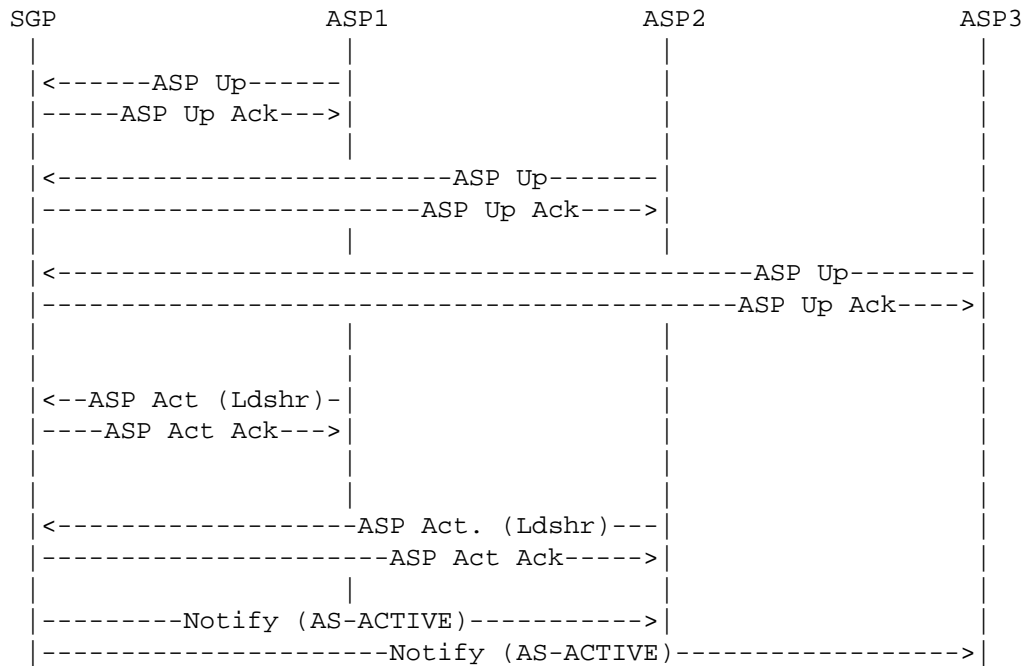 SGP ASP1 ASP2 ASP3
| | | |
|<------ASP Up------| | |
|-----ASP Up Ack--->| | |
| | | |
|<-------------------------ASP Up-------| |
|------------------------ASP Up Ack---->| |
| | | |
|<--------------------------------------------ASP Up--------|
|--------------------------------------------ASP Up Ack---->|
| | | |
| | | |
|<--ASP Act (Ldshr)-| | |
|----ASP Act Ack--->| | |
| | | |
| | | |
|<-------------------ASP Act. (Ldshr)---| |
|----------------------ASP Act Ack----->| |
| | | |
|---------Notify (AS-ACTIVE)----------->| |
|----------------------Notify (AS-ACTIVE)------------------>|